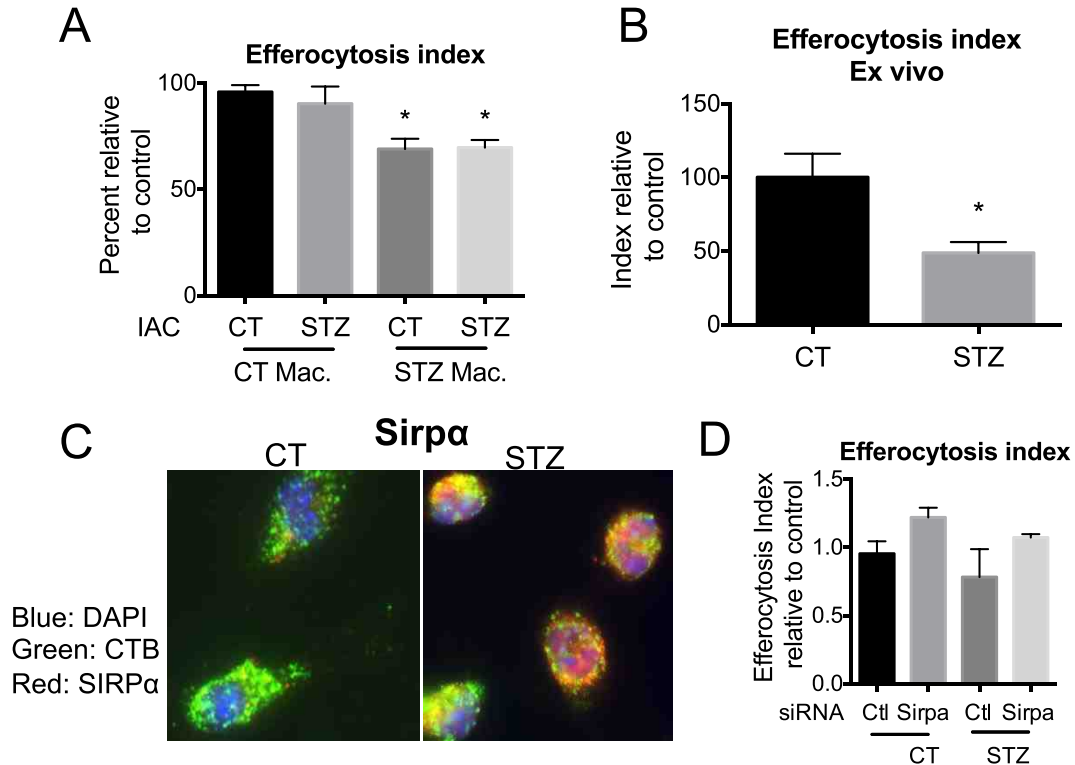 A
Efferocytosis index
Percent relative
to control
100
50
0
IAC CT STZ CT STZ
CT Mac. STZ Mac.
* *
B
Efferocytosis index
Ex vivo
Index relative
to control
150
100
50
0
*
CT STZ
C
Sirpα
CT STZ
Blue: DAPI
Green: CTB
Red: SIRPα
D
Efferocytosis index
Efferocytosis Index
relative to control
1.5
1.0
0.5
0.0
siRNA Ctl Sirpa Ctl Sirpa
CT STZ